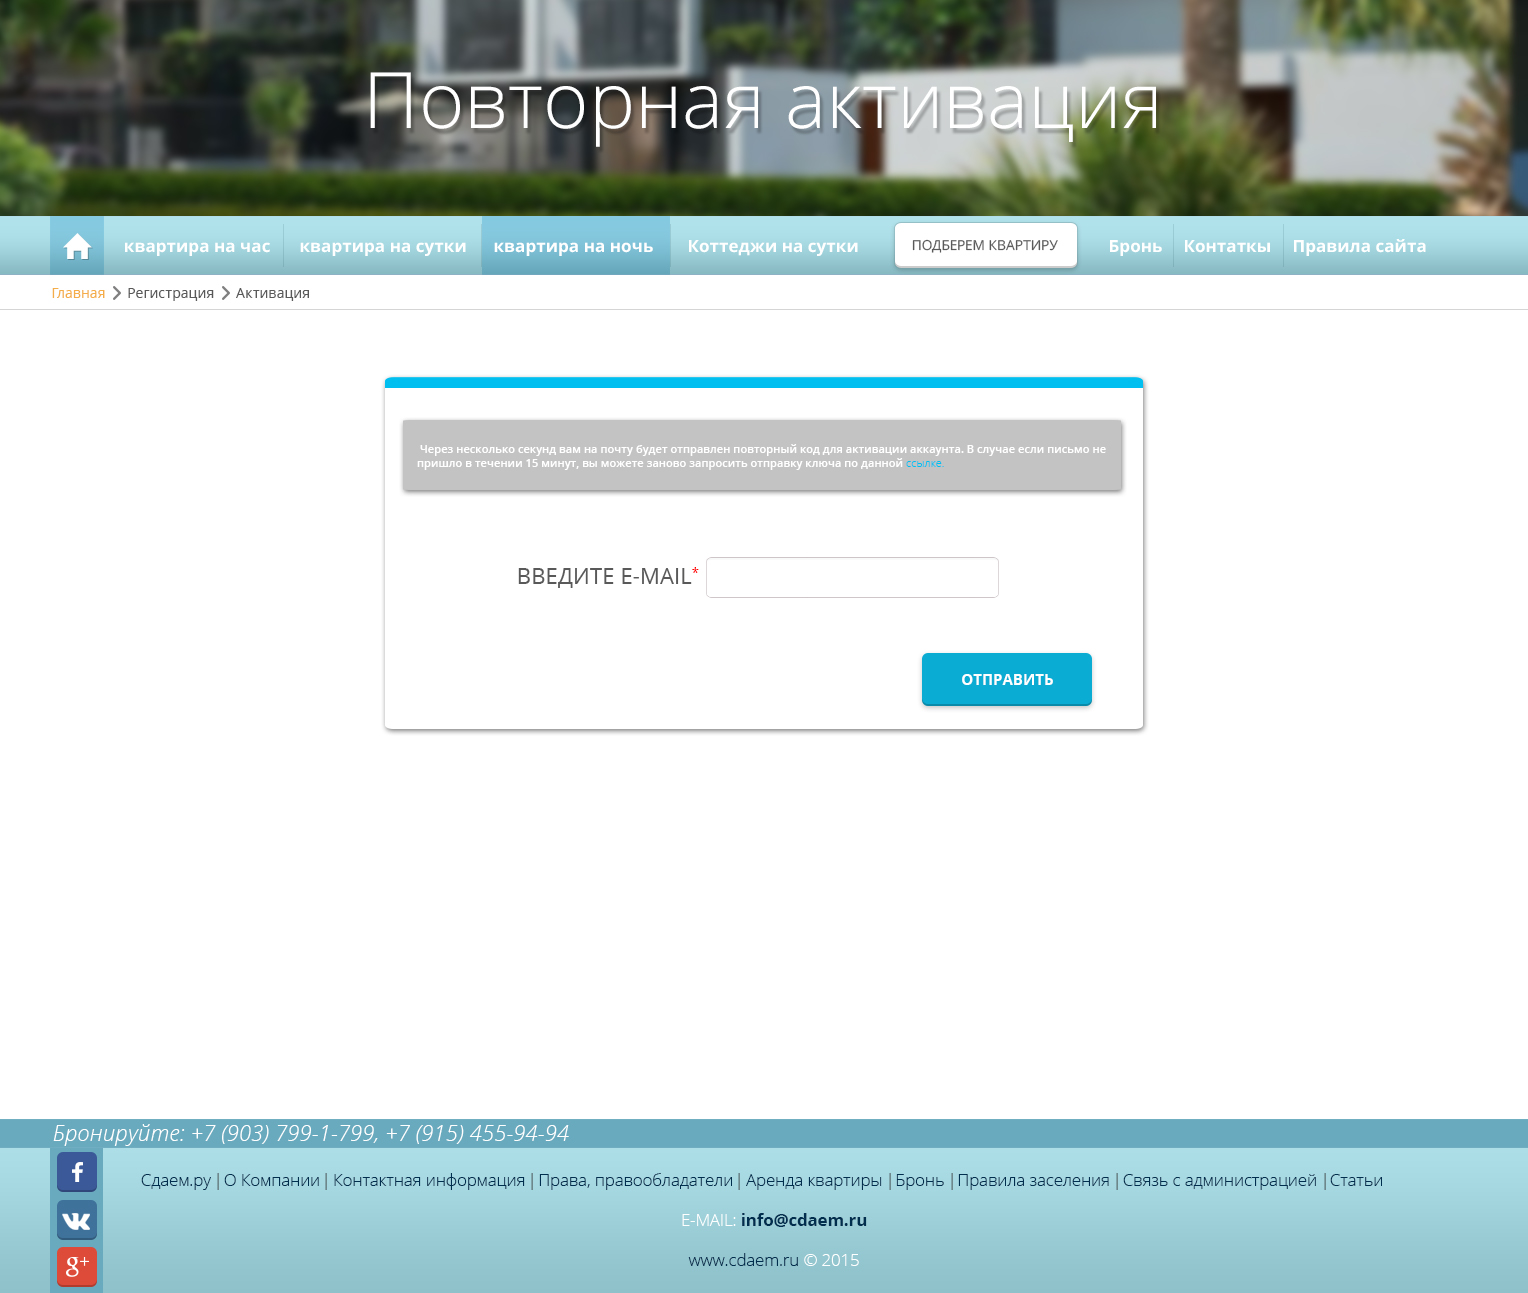 Повторная активация
квартира на час квартира на сутки квартира на ночь Коттеджи на сутки ПОДБЕРЕМ КВАРТИРУ Бронь Контаткы Правила сайта
Главная Регистрация Активация
Через несколько секунд вам на почту будет отправлен повторный код для активации аккаунта. В случае если письмо не
пришло в течении 15 минут, вы можете заново запросить отправку ключа по данной ссылке.
ВВЕДИТЕ E-MAIL*
ОТПРАВИТЬ
Бронируйте: +7 (903) 799-1-799, +7 (915) 455-94-94
f
Сдаем.ру | О Компании | Контактная информация | Права, правообладатели | Аренда квартиры | Бронь | Правила заселения | Связь с администрацией | Статьи
E-MAIL: info@cdaem.ru
g+
www.cdaem.ru © 2015